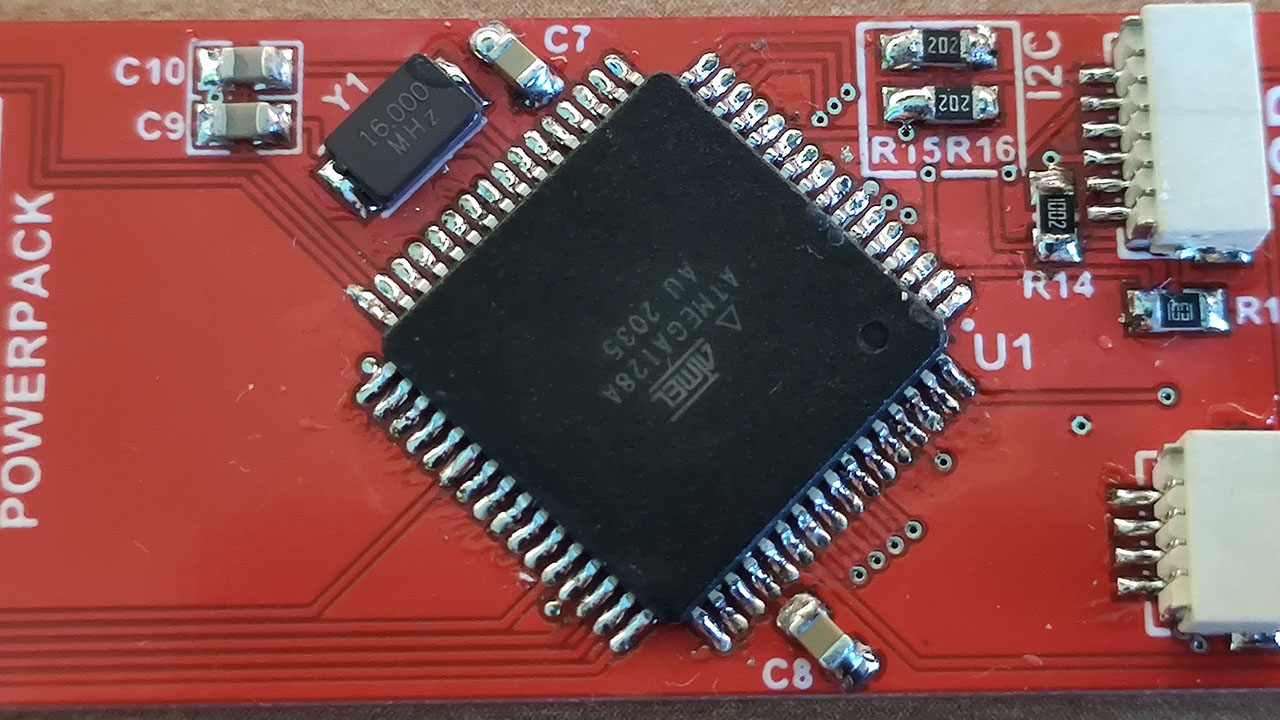 C10
C9
Y1
16.000
MHz
C7
202
202
R15 R16
I2C
1002
R14
1001
R1
U1
POWERPACK
ATMEL
ATMEGA128A
AU 2035
C8